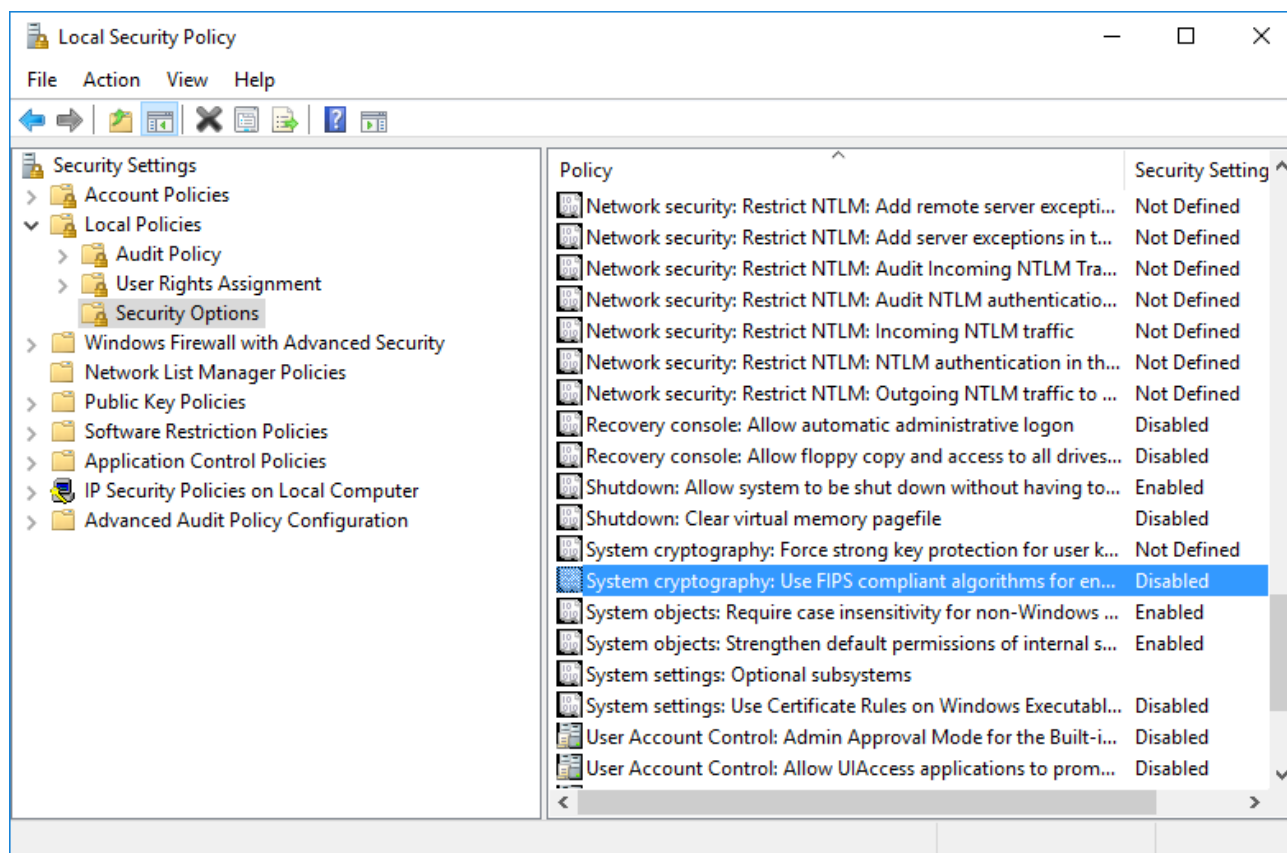 Local Security Policy
File Action View Help
Security Settings
Account Policies
Local Policies
Audit Policy
User Rights Assignment
Security Options
Windows Firewall with Advanced Security
Network List Manager Policies
Public Key Policies
Software Restriction Policies
Application Control Policies
IP Security Policies on Local Computer
Advanced Audit Policy Configuration
Policy Security Setting
Network security: Restrict NTLM: Add remote server excepti... Not Defined
Network security: Restrict NTLM: Add server exceptions in t... Not Defined
Network security: Restrict NTLM: Audit Incoming NTLM Tra... Not Defined
Network security: Restrict NTLM: Audit NTLM authenticatio... Not Defined
Network security: Restrict NTLM: Incoming NTLM traffic Not Defined
Network security: Restrict NTLM: NTLM authentication in th... Not Defined
Network security: Restrict NTLM: Outgoing NTLM traffic to ... Not Defined
Recovery console: Allow automatic administrative logon Disabled
Recovery console: Allow floppy copy and access to all drives... Disabled
Shutdown: Allow system to be shut down without having to... Enabled
Shutdown: Clear virtual memory pagefile Disabled
System cryptography: Force strong key protection for user k... Not Defined
System cryptography: Use FIPS compliant algorithms for en... Disabled
System objects: Require case insensitivity for non-Windows ... Enabled
System objects: Strengthen default permissions of internal s... Enabled
System settings: Optional subsystems
System settings: Use Certificate Rules on Windows Executabl... Disabled
User Account Control: Admin Approval Mode for the Built-i... Disabled
User Account Control: Allow UIAccess applications to prom... Disabled